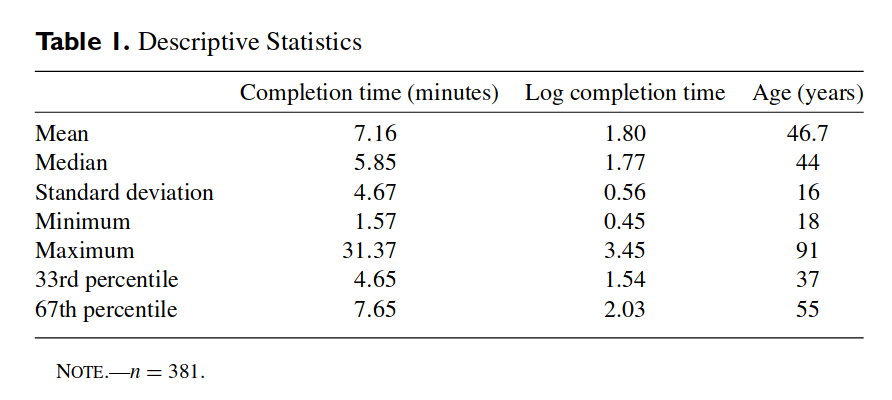 Table 1. Descriptive Statistics
Completion time (minutes) Log completion time Age (years)
Mean 7.16 1.80 46.7
Median 5.85 1.77 44
Standard deviation 4.67 0.56 16
Minimum 1.57 0.45 18
Maximum 31.37 3.45 91
33rd percentile 4.65 1.54 37
67th percentile 7.65 2.03 55
NOTE.—n = 381.